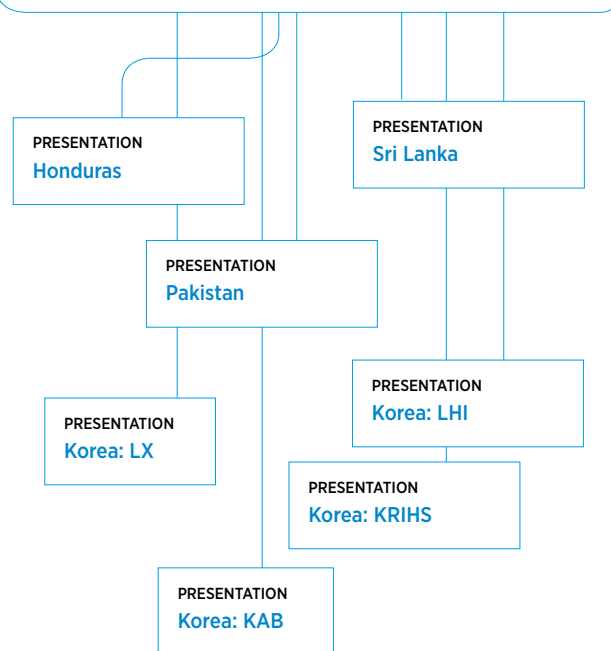 PRESENTATION
Honduras
PRESENTATION
Sri Lanka
PRESENTATION
Pakistan
PRESENTATION
Korea: LHI
PRESENTATION
Korea: LX
PRESENTATION
Korea: KRIHS
PRESENTATION
Korea: KAB